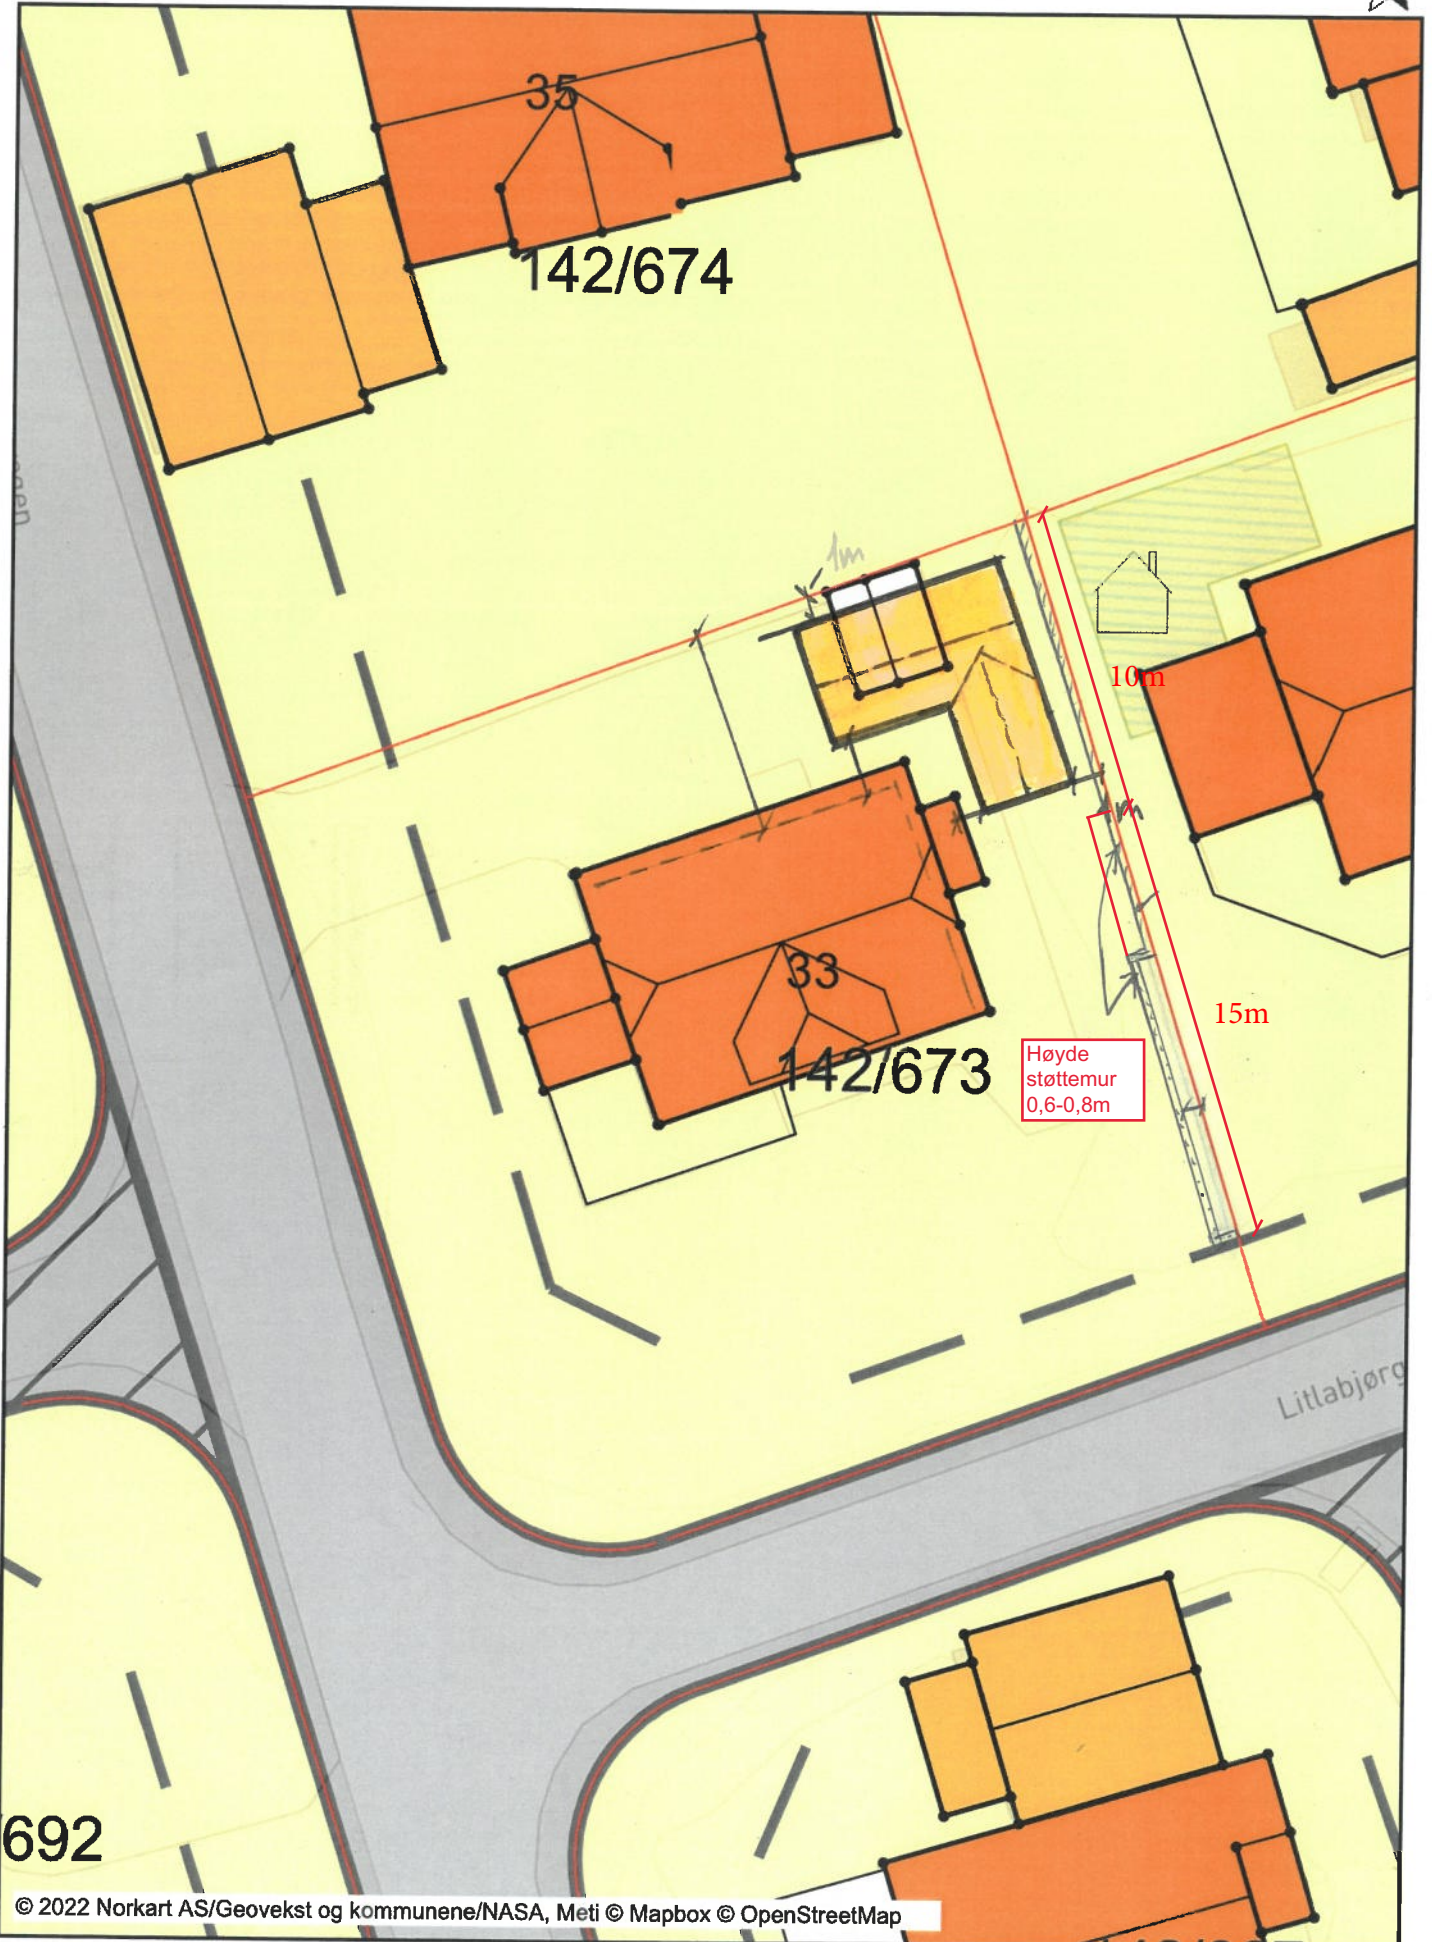 35
142/674
1m
10m
33
15m
142/673
Høyde
støttemur
0,6-0,8m
Litlabjørg
692
© 2022 Norkart AS/Geovekst og kommunene/NASA, Meti © Mapbox © OpenStreetMap